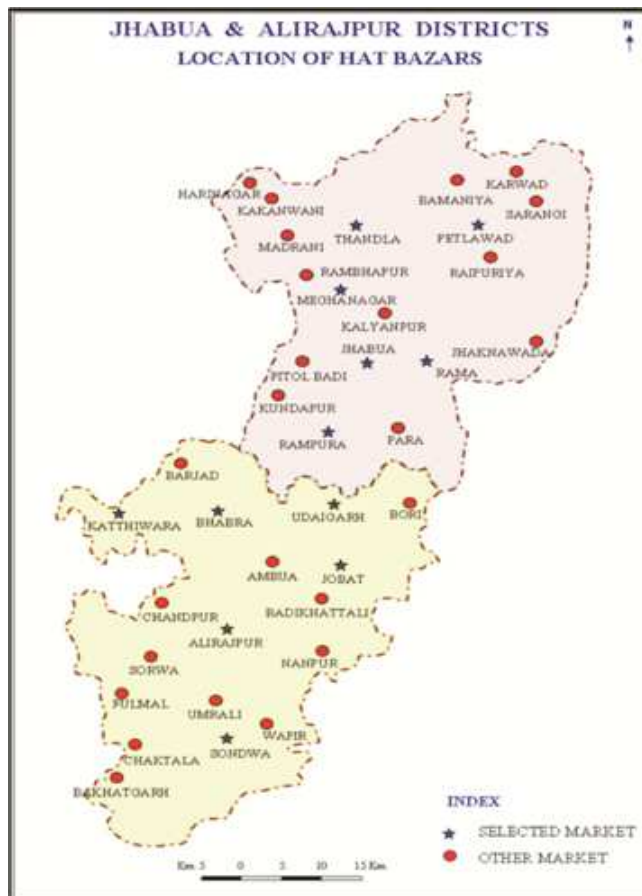 JHABUA & ALIRAJPUR DISTRICTS
LOCATION OF HAT BAZARS
N
KARWAD
BAMANIYA
HARINAGAR
KAKANWANI
SARANGI
MADRANI
THANDLA
PETLAWAD
RAMBHAPUR
RAIPURIYA
MEGHANAGAR
KALYANPUR
JHABUA
JHAKNAWADA
PITOL BADI
RAMA
KUNDAPUR
RAMPURA
PARA
BARJAD
KATTHIWARA
BHABRA
UDAIGARH
BORI
AMBUA
JOBAT
CHANDPUR
RADIKHATTALI
ALIRAJPUR
SORWA
NANPUR
FULMAL
UMRALI
WAPIR
CHAKTALA
SONDWA
BAKHATGARH
INDEX
SELECTED MARKET
OTHER MARKET
Km. 5 0 5 10 15 Km.